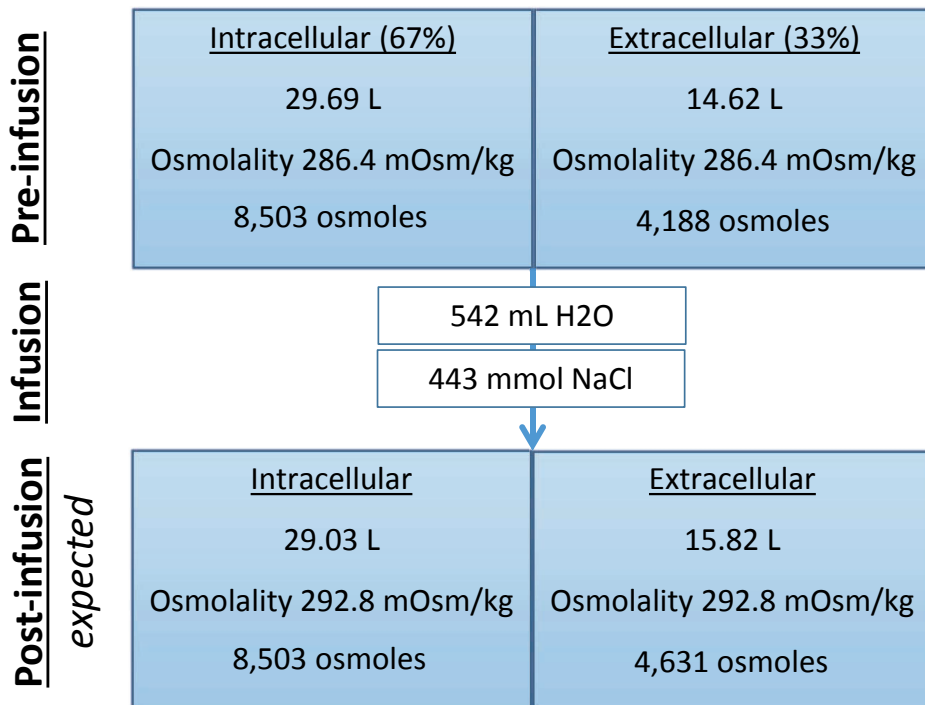 Pre-infusion
Intracellular (67%)
29.69 L
Osmolality 286.4 mOsm/kg
8,503 osmoles
Extracellular (33%)
14.62 L
Osmolality 286.4 mOsm/kg
4,188 osmoles
Infusion
542 mL H2O
443 mmol NaCl
Post-infusion
expected
Intracellular
29.03 L
Osmolality 292.8 mOsm/kg
8,503 osmoles
Extracellular
15.82 L
Osmolality 292.8 mOsm/kg
4,631 osmoles